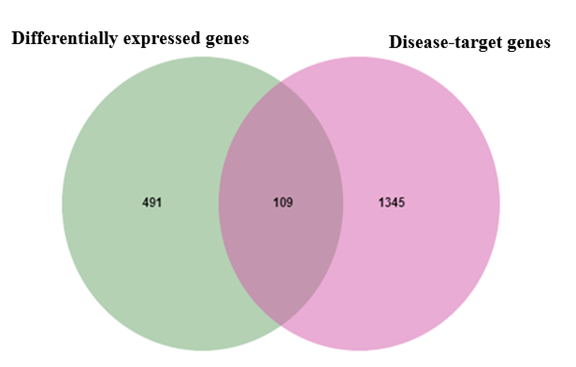 Differentially expressed genes
Disease-target genes
491
109
1345